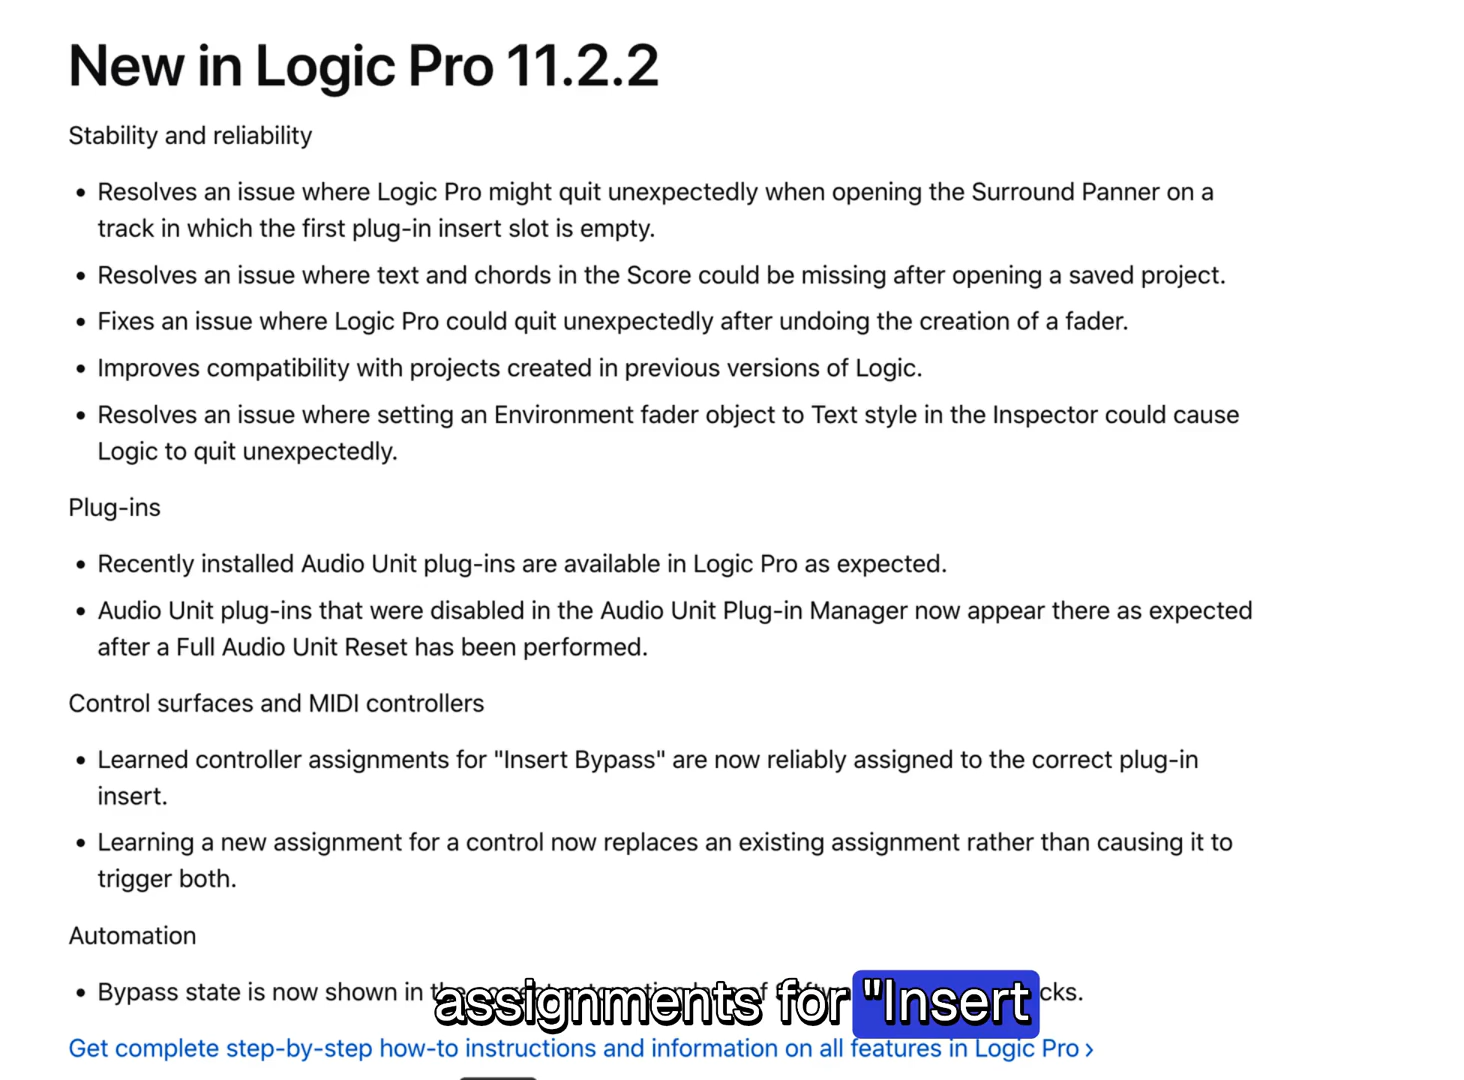 New in Logic Pro 11.2.2
Stability and reliability
• Resolves an issue where Logic Pro might quit unexpectedly when opening the Surround Panner on a
track in which the first plug-in insert slot is empty.
• Resolves an issue where text and chords in the Score could be missing after opening a saved project.
• Fixes an issue where Logic Pro could quit unexpectedly after undoing the creation of a fader.
• Improves compatibility with projects created in previous versions of Logic.
• Resolves an issue where setting an Environment fader object to Text style in the Inspector could cause
Logic to quit unexpectedly.
Plug-ins
• Recently installed Audio Unit plug-ins are available in Logic Pro as expected.
• Audio Unit plug-ins that were disabled in the Audio Unit Plug-in Manager now appear there as expected
after a Full Audio Unit Reset has been performed.
Control surfaces and MIDI controllers
• Learned controller assignments for "Insert Bypass" are now reliably assigned to the correct plug-in
insert.
• Learning a new assignment for a control now replaces an existing assignment rather than causing it to
trigger both.
Automation
• Bypass state is now shown in
assignments for "Insert
Get complete step-by-step how-to instructions and information on all features in Logic Pro ›